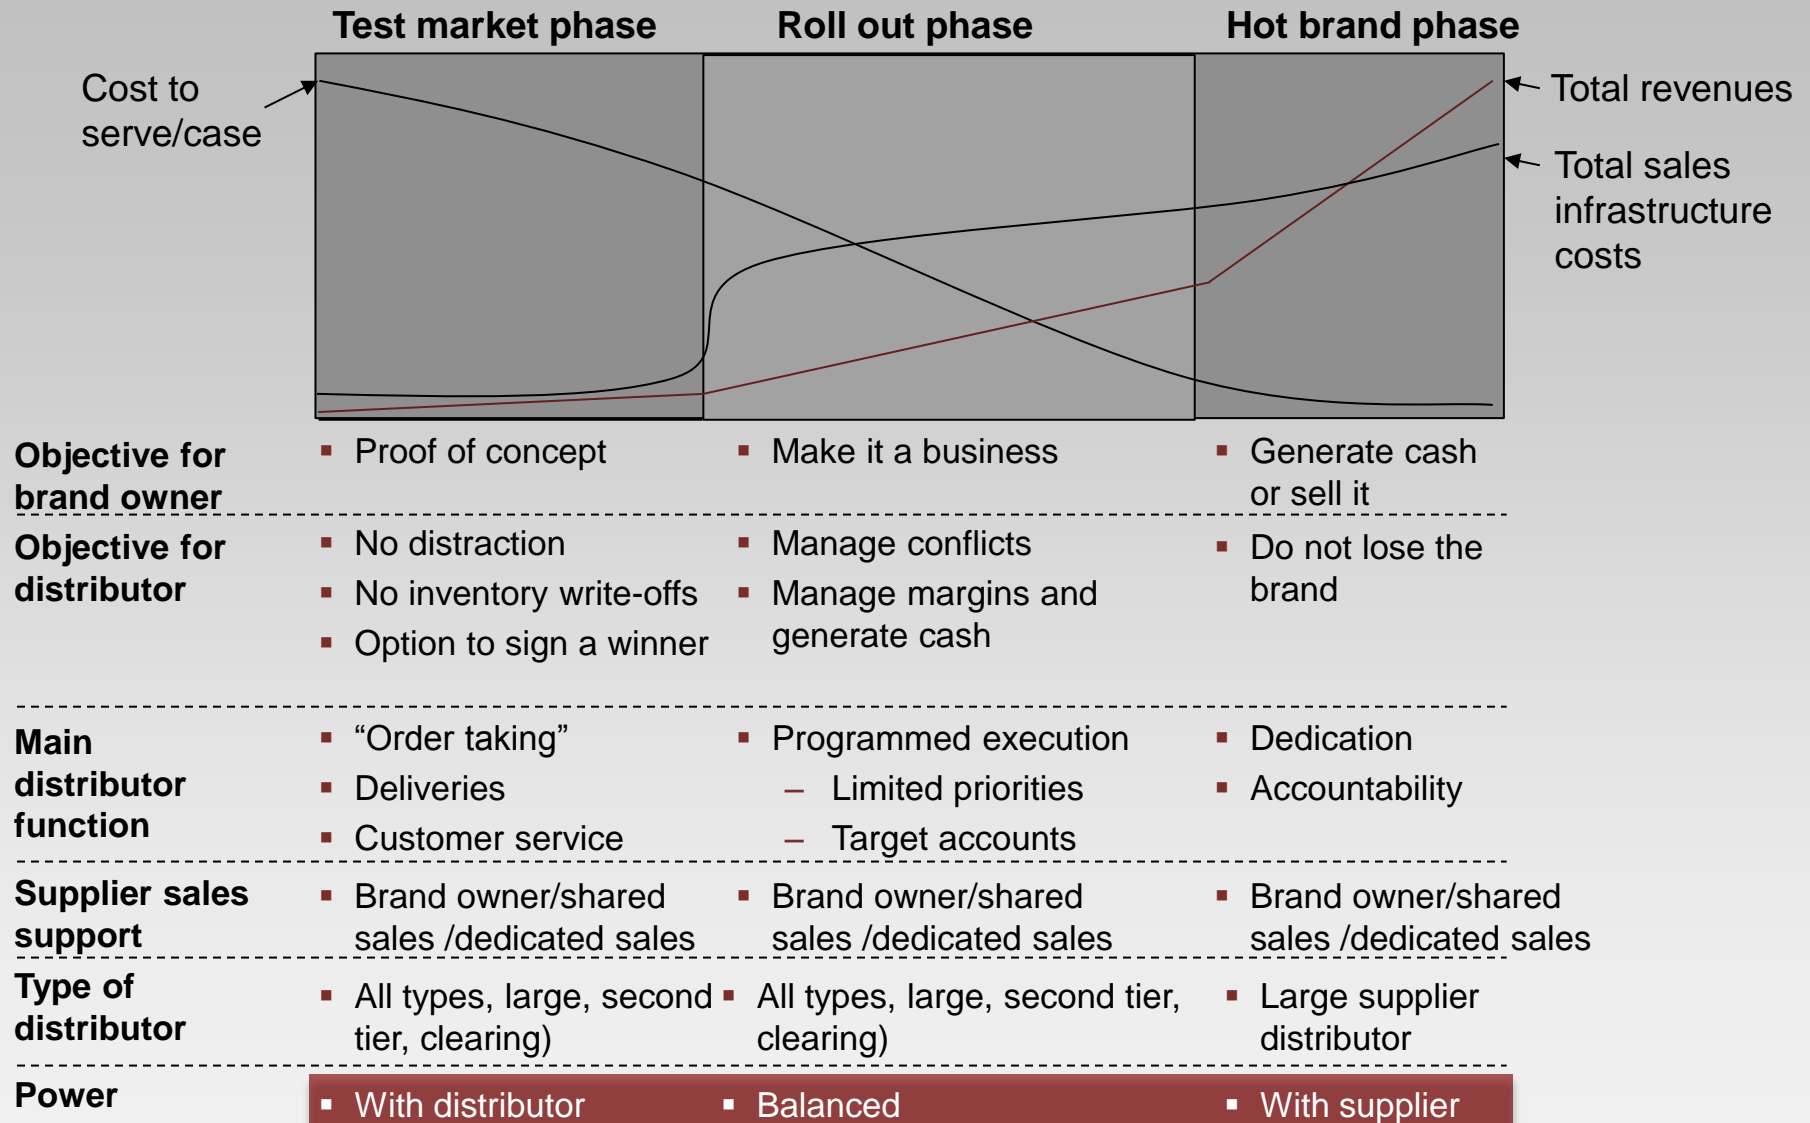 Test market phase
Roll out phase
Hot brand phase
Cost to
serve/case
Total revenues
Total sales
infrastructure
costs
Objective for
brand owner
▪ Proof of concept
▪ Make it a business
▪ Generate cash
or sell it
Objective for
distributor
▪ No distraction
▪ No inventory write-offs
▪ Option to sign a winner
▪ Manage conflicts
▪ Manage margins and
generate cash
▪ Do not lose the
brand
Main
distributor
function
▪ “Order taking”
▪ Deliveries
▪ Customer service
▪ Programmed execution
– Limited priorities
– Target accounts
▪ Dedication
▪ Accountability
Supplier sales
support
▪ Brand owner/shared
sales /dedicated sales
▪ Brand owner/shared
sales /dedicated sales
▪ Brand owner/shared
sales /dedicated sales
Type of
distributor
▪ All types, large, second
tier, clearing)
▪ All types, large, second tier,
clearing)
▪ Large supplier
distributor
Power
▪ With distributor
▪ Balanced
▪ With supplier